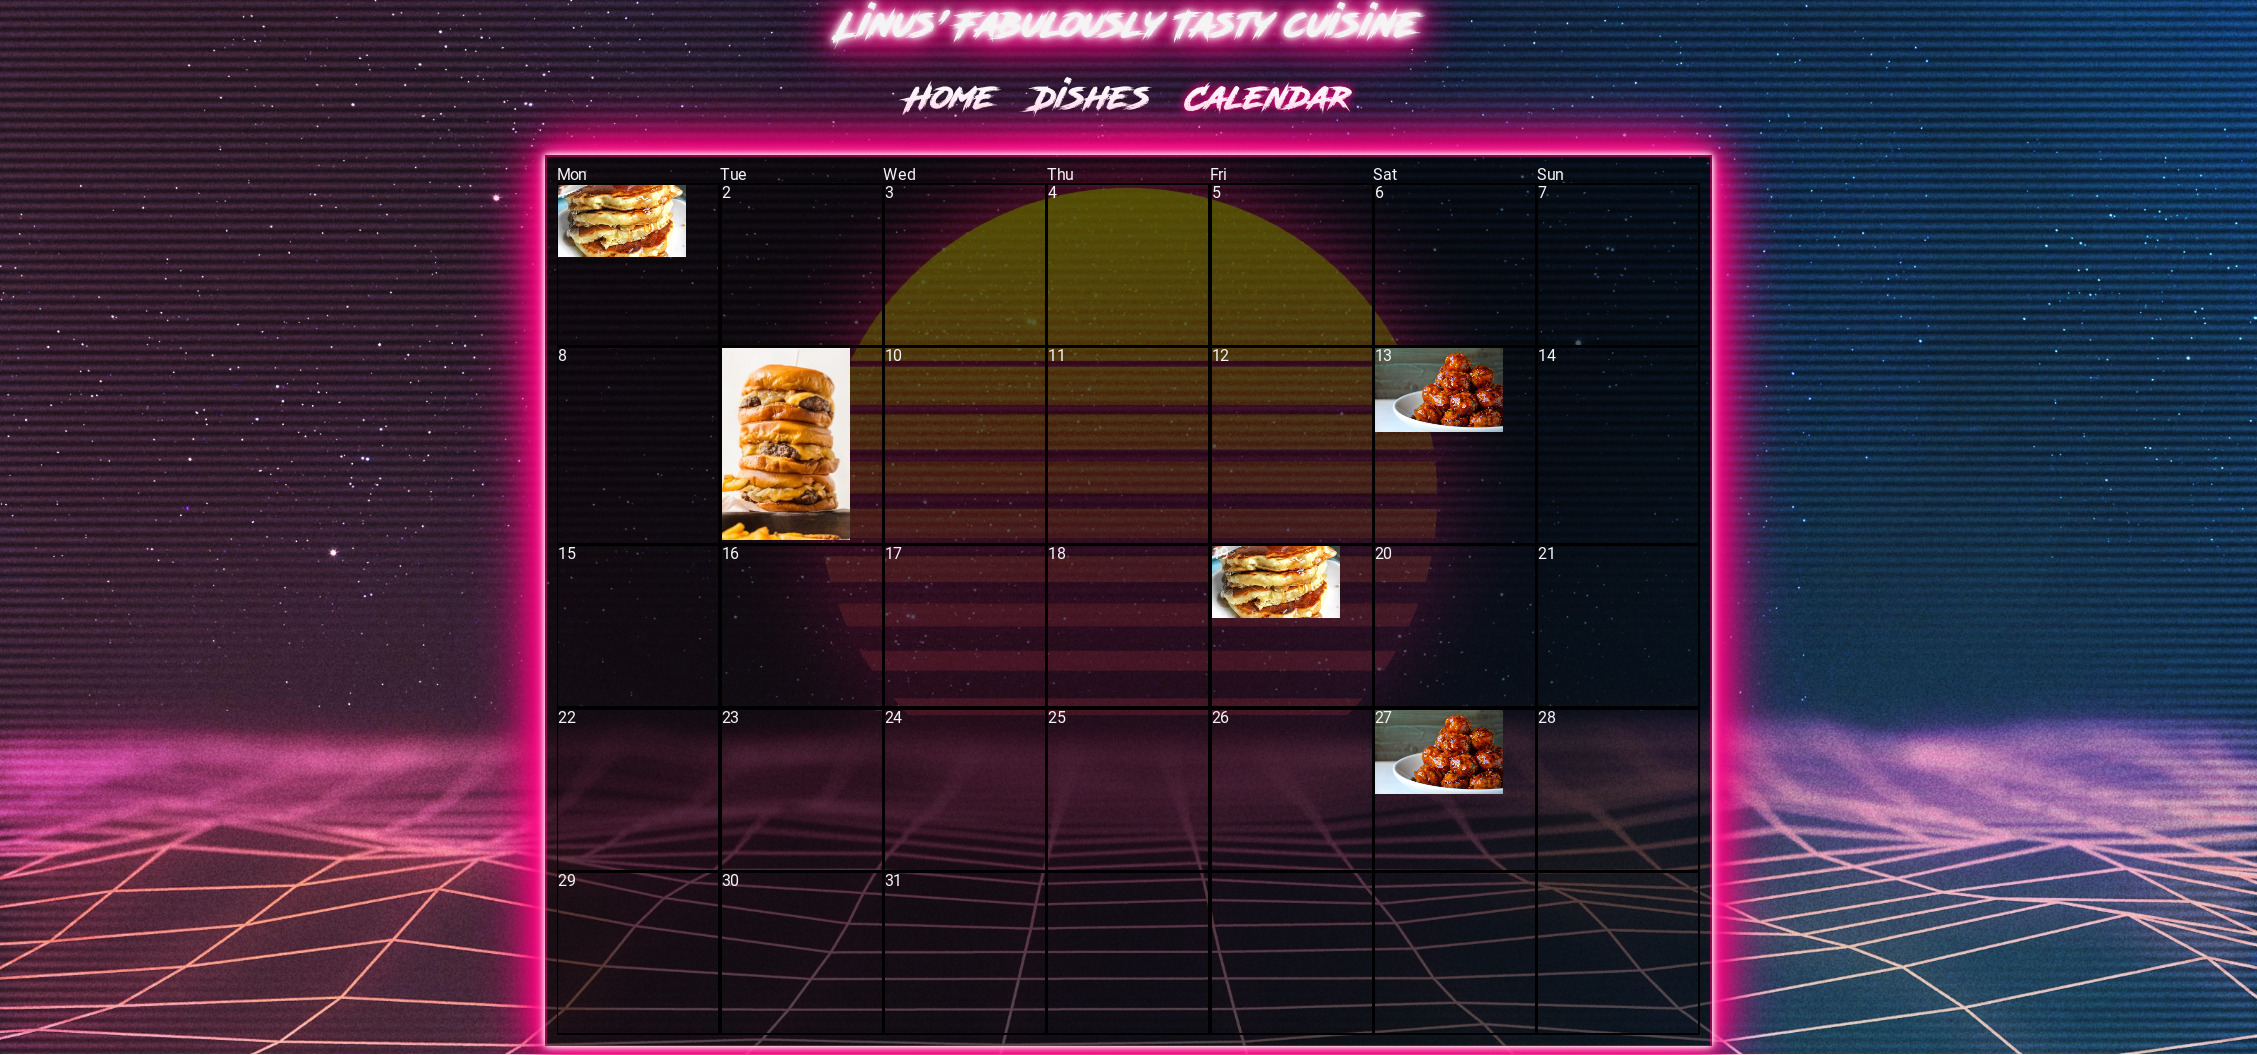 Linus' Fabulously Tasty Cuisine
Home Dishes Calendar
Mon Tue Wed Thu Fri Sat Sun
2 3 4 5 6 7
8 10 11 12 13 14
15 16 17 18 19 20 21
22 23 24 25 26 27 28
29 30 31